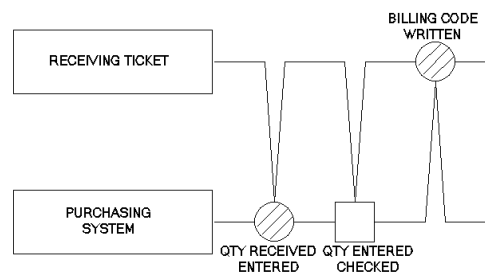 BILLING CODE
WRITTEN
RECEIVING TICKET
PURCHASING
SYSTEM
QTY RECEIVED
ENTERED
QTY ENTERED
CHECKED